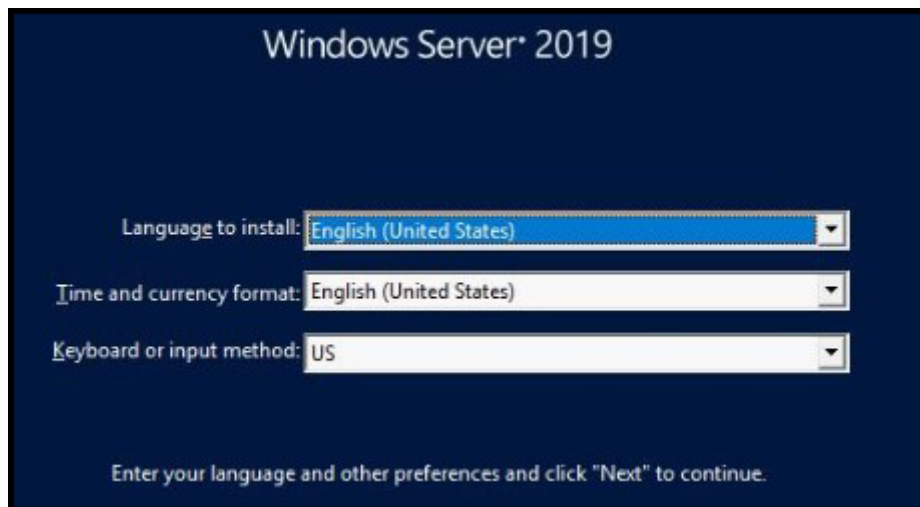 Windows Server® 2019
Language to install: English (United States)
Time and currency format: English (United States)
Keyboard or input method: US
Enter your language and other preferences and click "Next" to continue.